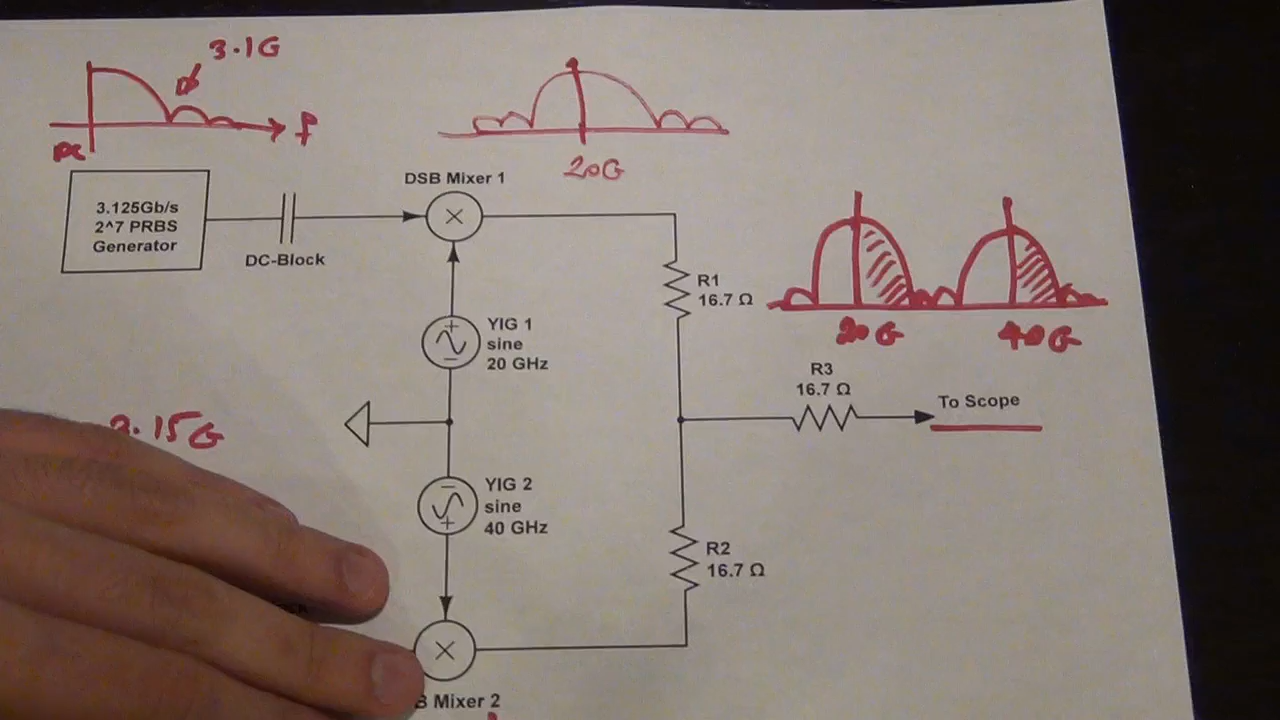 3.1G
f
DC
20G
DSB Mixer 1
3.125Gb/s
2^7 PRBS
Generator
DC-Block
R1
16.7 Ω
YIG 1
sine
20 GHz
20G
40G
R3
16.7 Ω
To Scope
3.15G
YIG 2
sine
40 GHz
R2
16.7 Ω
B Mixer 2